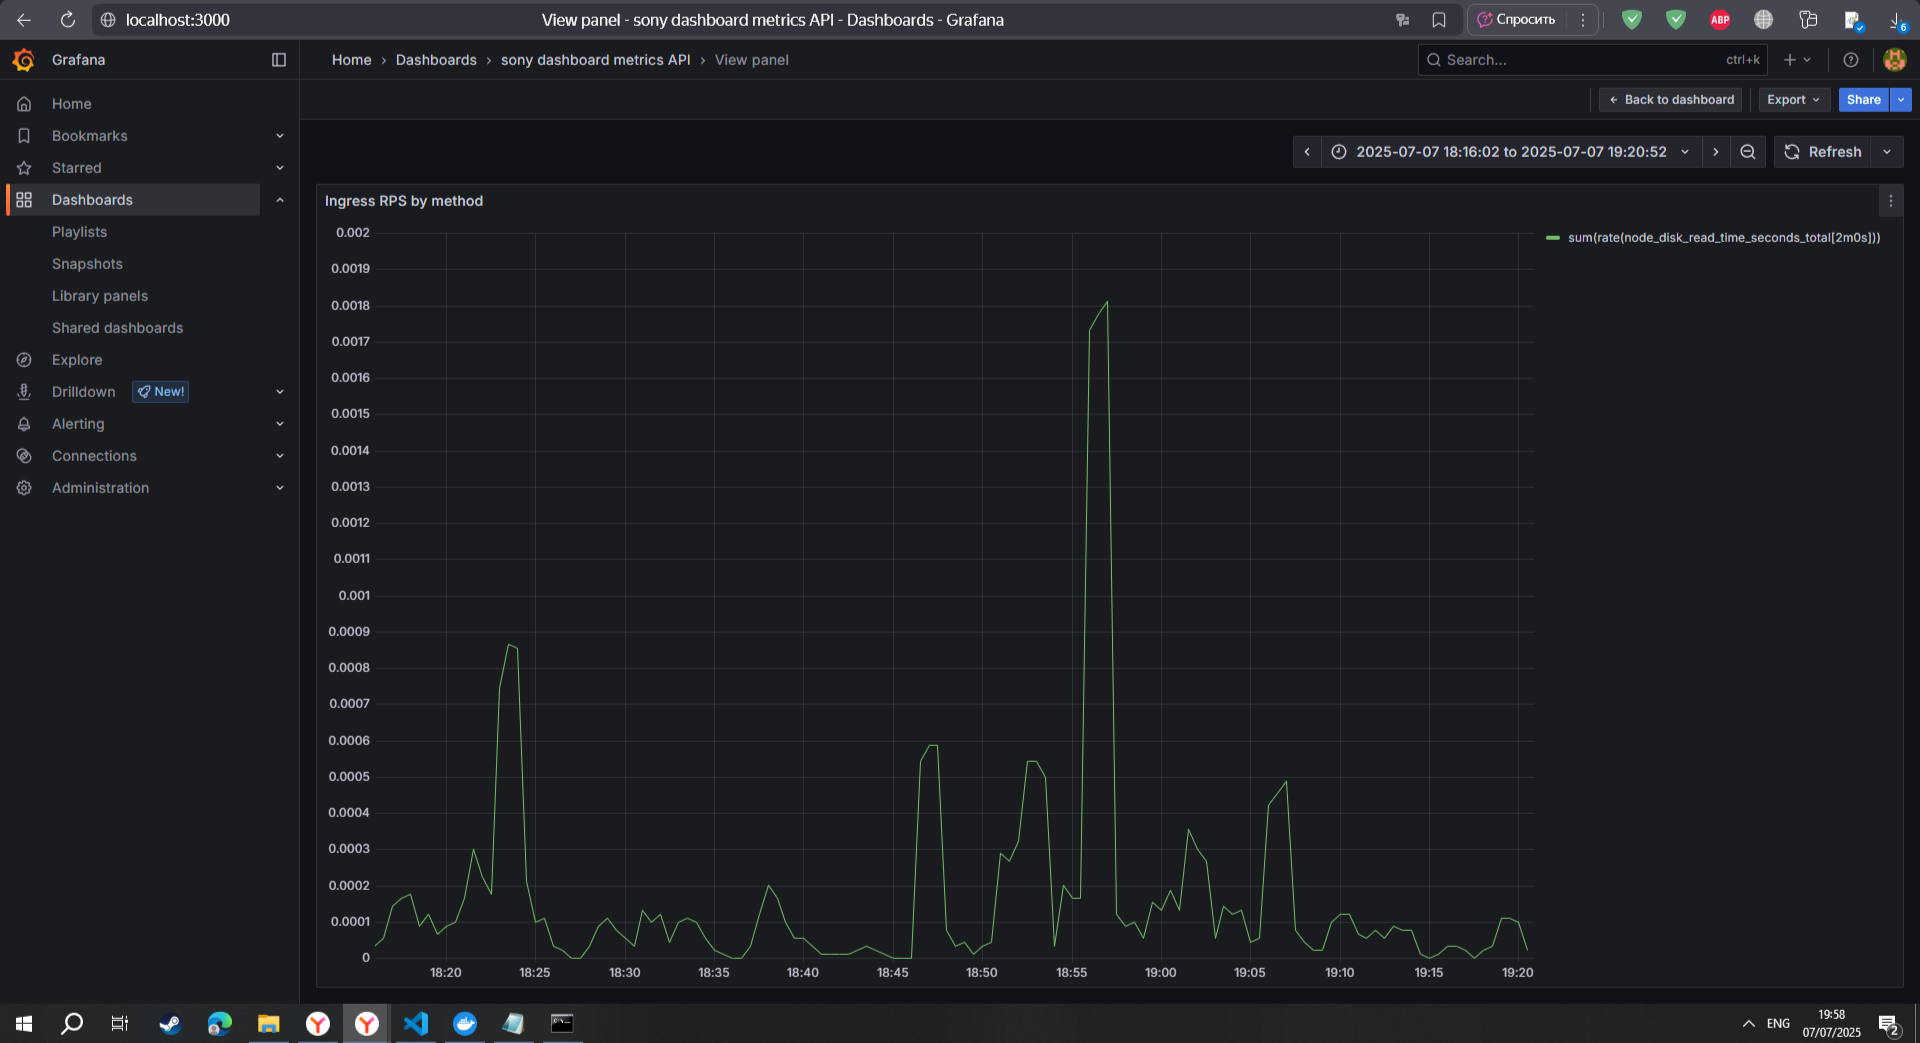 localhost:3000
View panel - sony dashboard metrics API - Dashboards - Grafana
Спросить
ABP
6
Grafana
Home › Dashboards › sony dashboard metrics API › View panel
Search...
ctrl+k
Back to dashboard
Export
Share
Home
Bookmarks
Starred
Dashboards
Playlists
Snapshots
Library panels
Shared dashboards
Explore
Drilldown
New!
Alerting
Connections
Administration
2025-07-07 18:16:02 to 2025-07-07 19:20:52
Refresh
Ingress RPS by method
sum(rate(node_disk_read_time_seconds_total[2m0s]))
0.002
0.0019
0.0018
0.0017
0.0016
0.0015
0.0014
0.0013
0.0012
0.0011
0.001
0.0009
0.0008
0.0007
0.0006
0.0005
0.0004
0.0003
0.0002
0.0001
0
18:20 18:25 18:30 18:35 18:40 18:45 18:50 18:55 19:00 19:05 19:10 19:15 19:20
ENG
19:58
07/07/2025
2